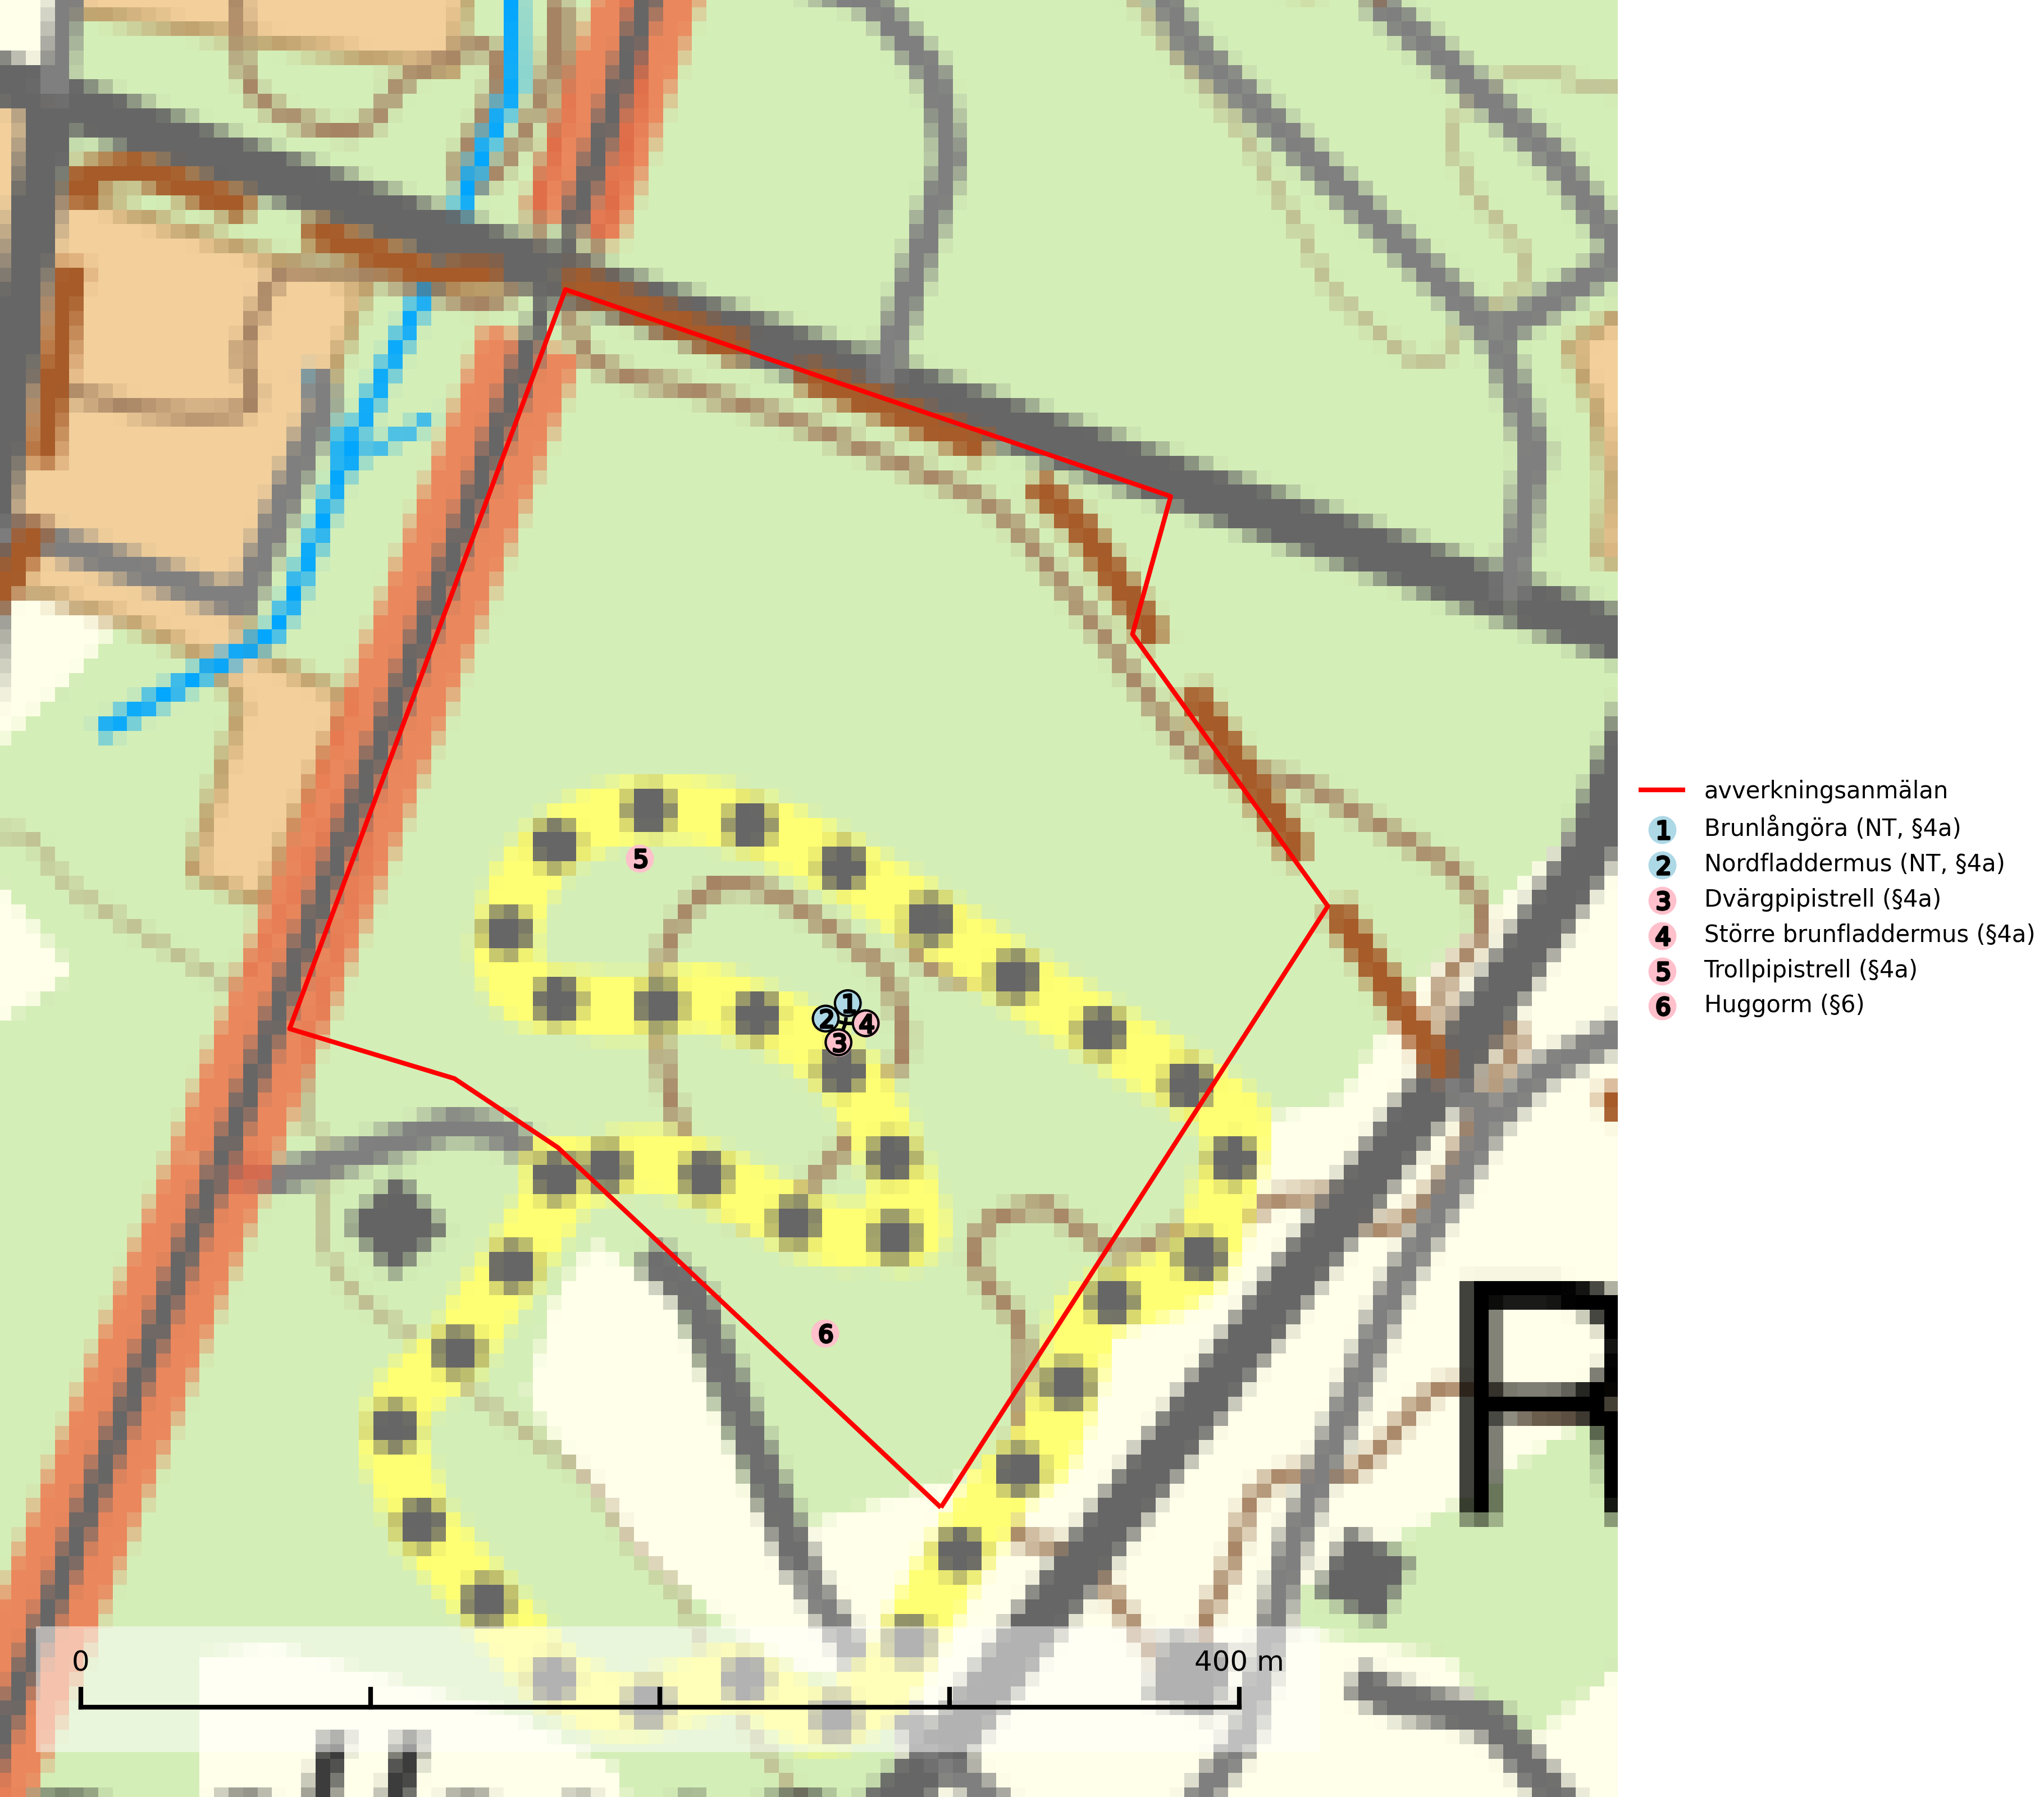 avverkningsanmälan
1 Brunlångöra (NT, §4a)
2 Nordfladdermus (NT, §4a)
3 Dvärgpipistrell (§4a)
4 Större brunfladdermus (§4a)
5 Trollpipistrell (§4a)
6 Huggorm (§6)
5
1
2
4
3
6
R
0
400 m